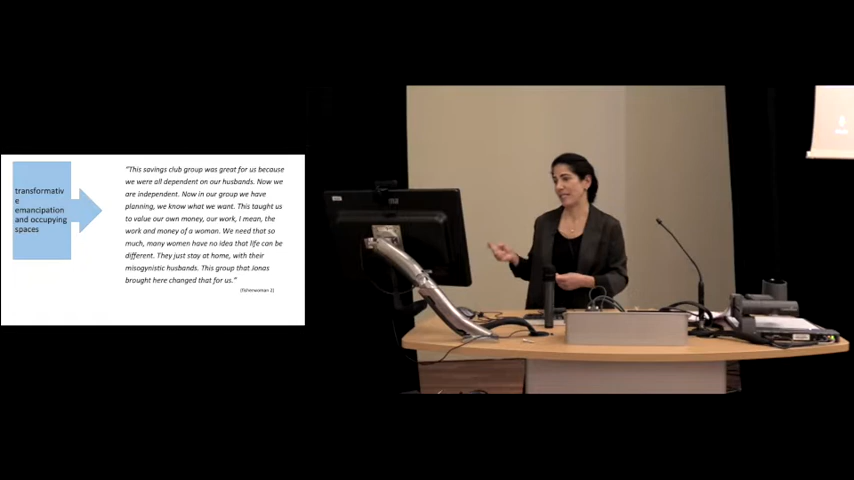 transformativ
e
emancipation
and occupying
spaces
"This savings club group was great for us because
we were all dependent on our husbands. Now we
are independent. Now in our group we have
planning, we know what we want. This taught us
to value our own money, our work, I mean, the
work and money of a woman. We need that so
much, many women have no idea that life can be
different. They just stay at home, with their
misogynistic husbands. This group that Jonas
brought here changed that for us."
(Fisherwoman 3)